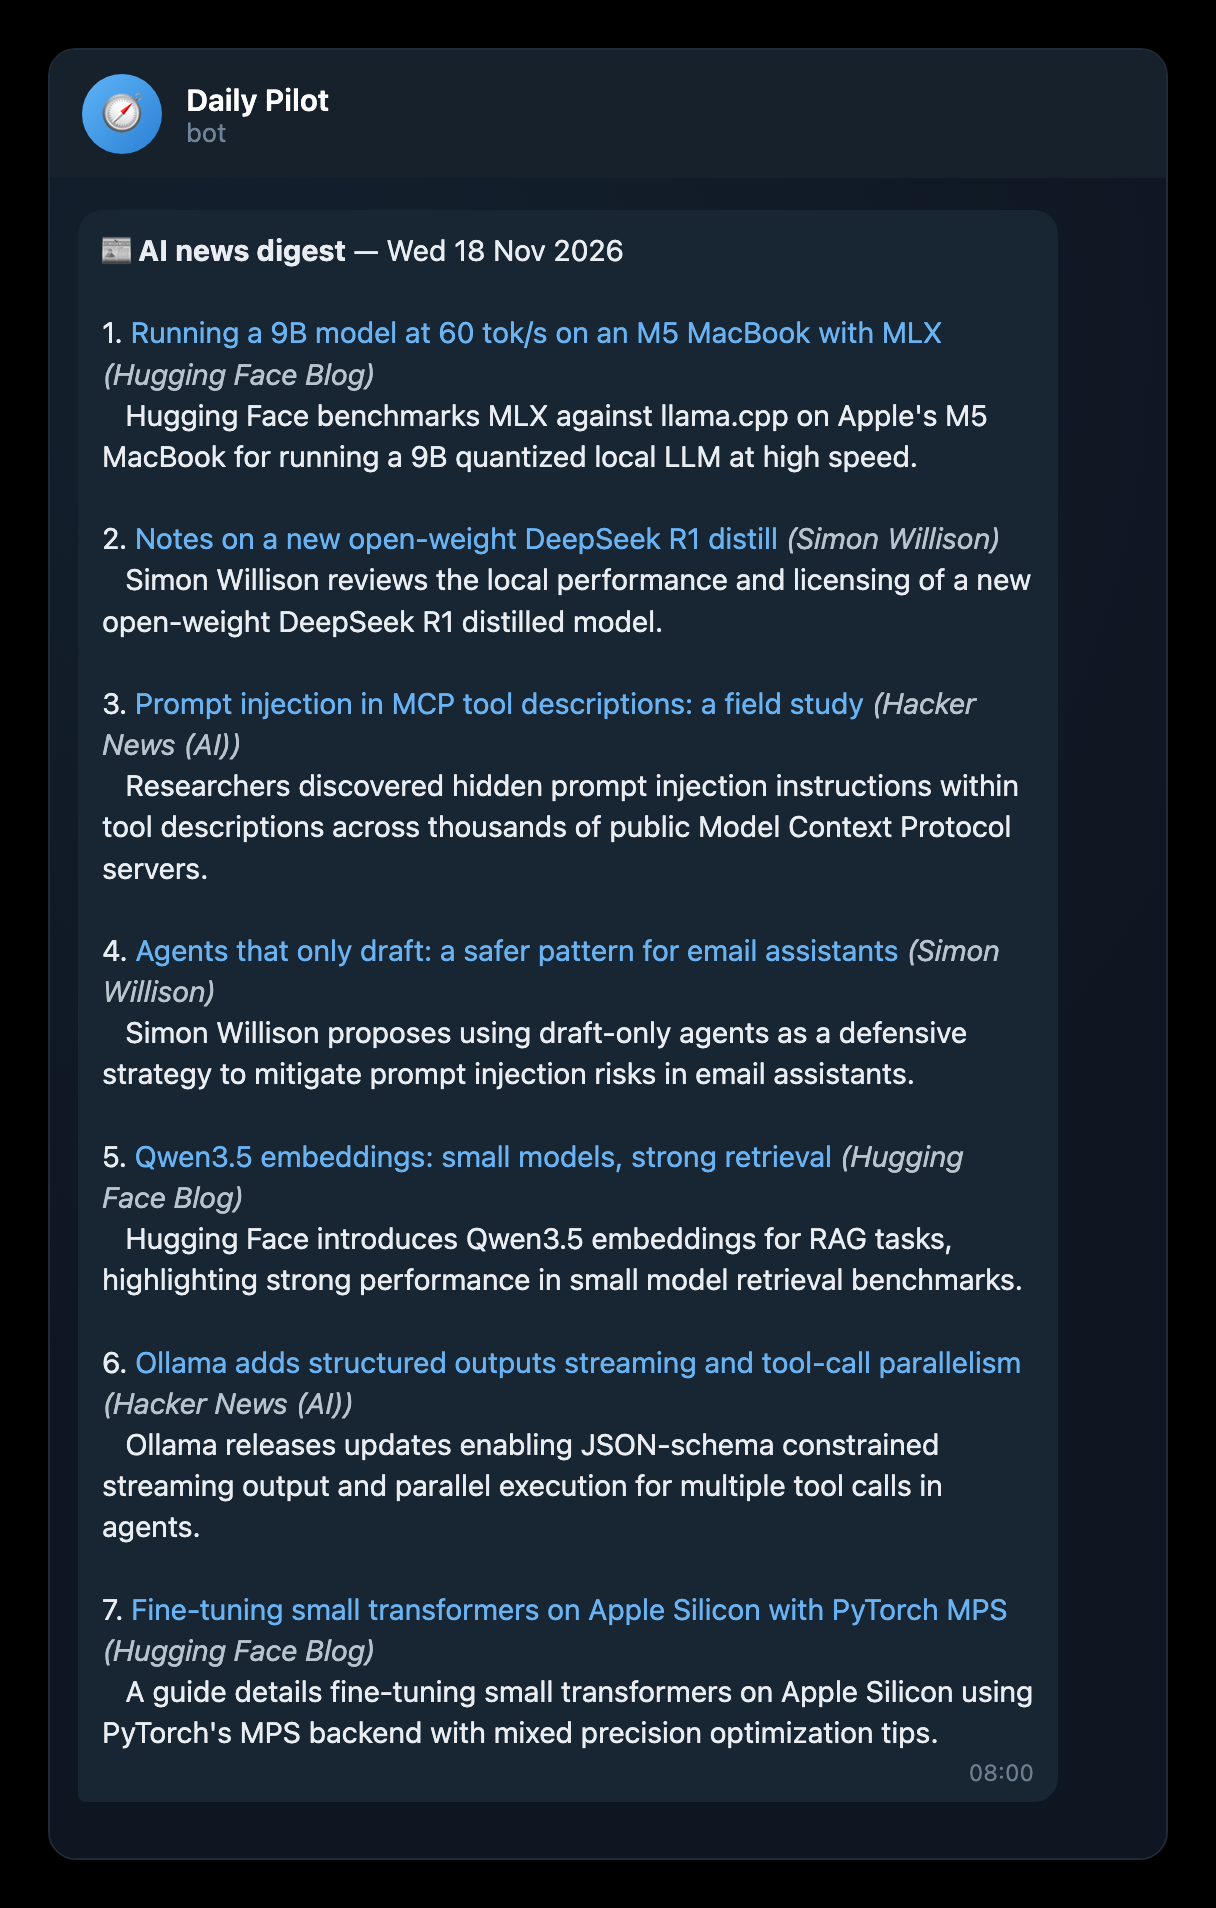 Daily Pilot
bot
AI news digest — Wed 18 Nov 2026
1. Running a 9B model at 60 tok/s on an M5 MacBook with MLX
(Hugging Face Blog)
Hugging Face benchmarks MLX against llama.cpp on Apple's M5
MacBook for running a 9B quantized local LLM at high speed.
2. Notes on a new open-weight DeepSeek R1 distill (Simon Willison)
Simon Willison reviews the local performance and licensing of a new
open-weight DeepSeek R1 distilled model.
3. Prompt injection in MCP tool descriptions: a field study (Hacker
News (AI))
Researchers discovered hidden prompt injection instructions within
tool descriptions across thousands of public Model Context Protocol
servers.
4. Agents that only draft: a safer pattern for email assistants (Simon
Willison)
Simon Willison proposes using draft-only agents as a defensive
strategy to mitigate prompt injection risks in email assistants.
5. Qwen3.5 embeddings: small models, strong retrieval (Hugging
Face Blog)
Hugging Face introduces Qwen3.5 embeddings for RAG tasks,
highlighting strong performance in small model retrieval benchmarks.
6. Ollama adds structured outputs streaming and tool-call parallelism
(Hacker News (AI))
Ollama releases updates enabling JSON-schema constrained
streaming output and parallel execution for multiple tool calls in
agents.
7. Fine-tuning small transformers on Apple Silicon with PyTorch MPS
(Hugging Face Blog)
A guide details fine-tuning small transformers on Apple Silicon using
PyTorch's MPS backend with mixed precision optimization tips.
08:00